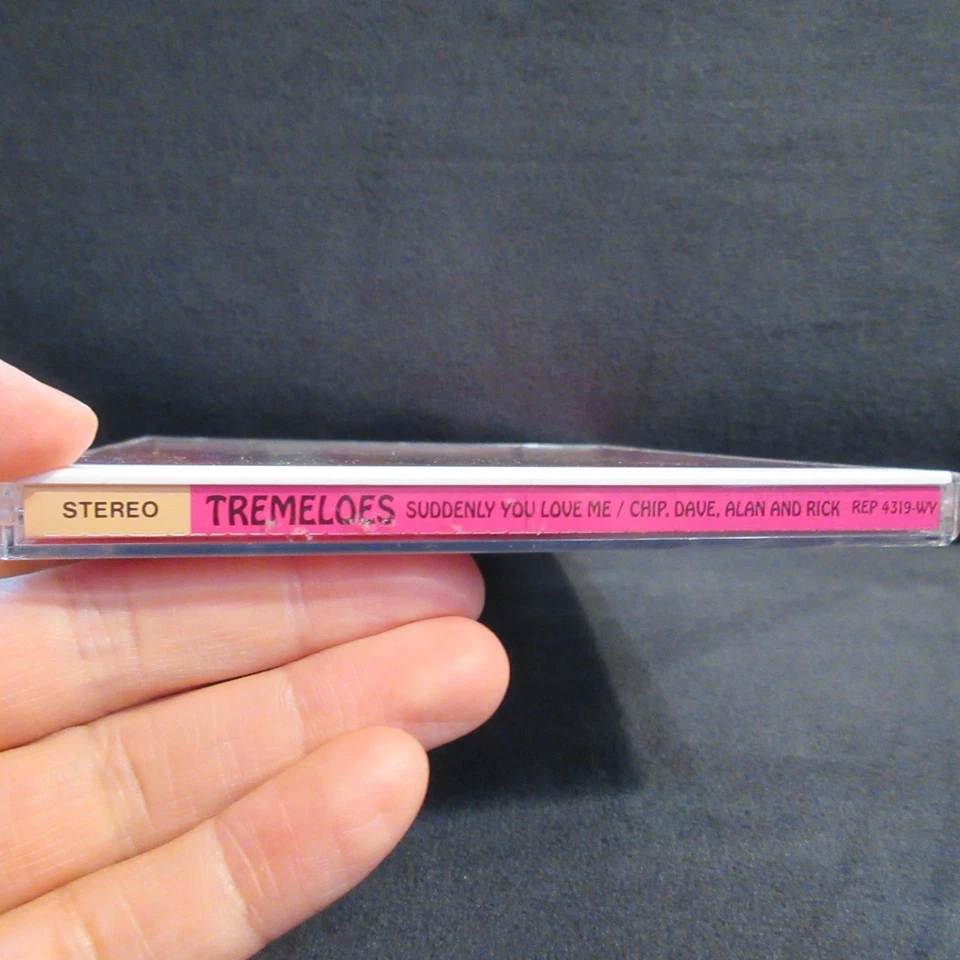 STEREO TREMELOES SUDDENLY YOU LOVE ME / CHIP, DAVE, ALAN AND RICK REP 4319-WY